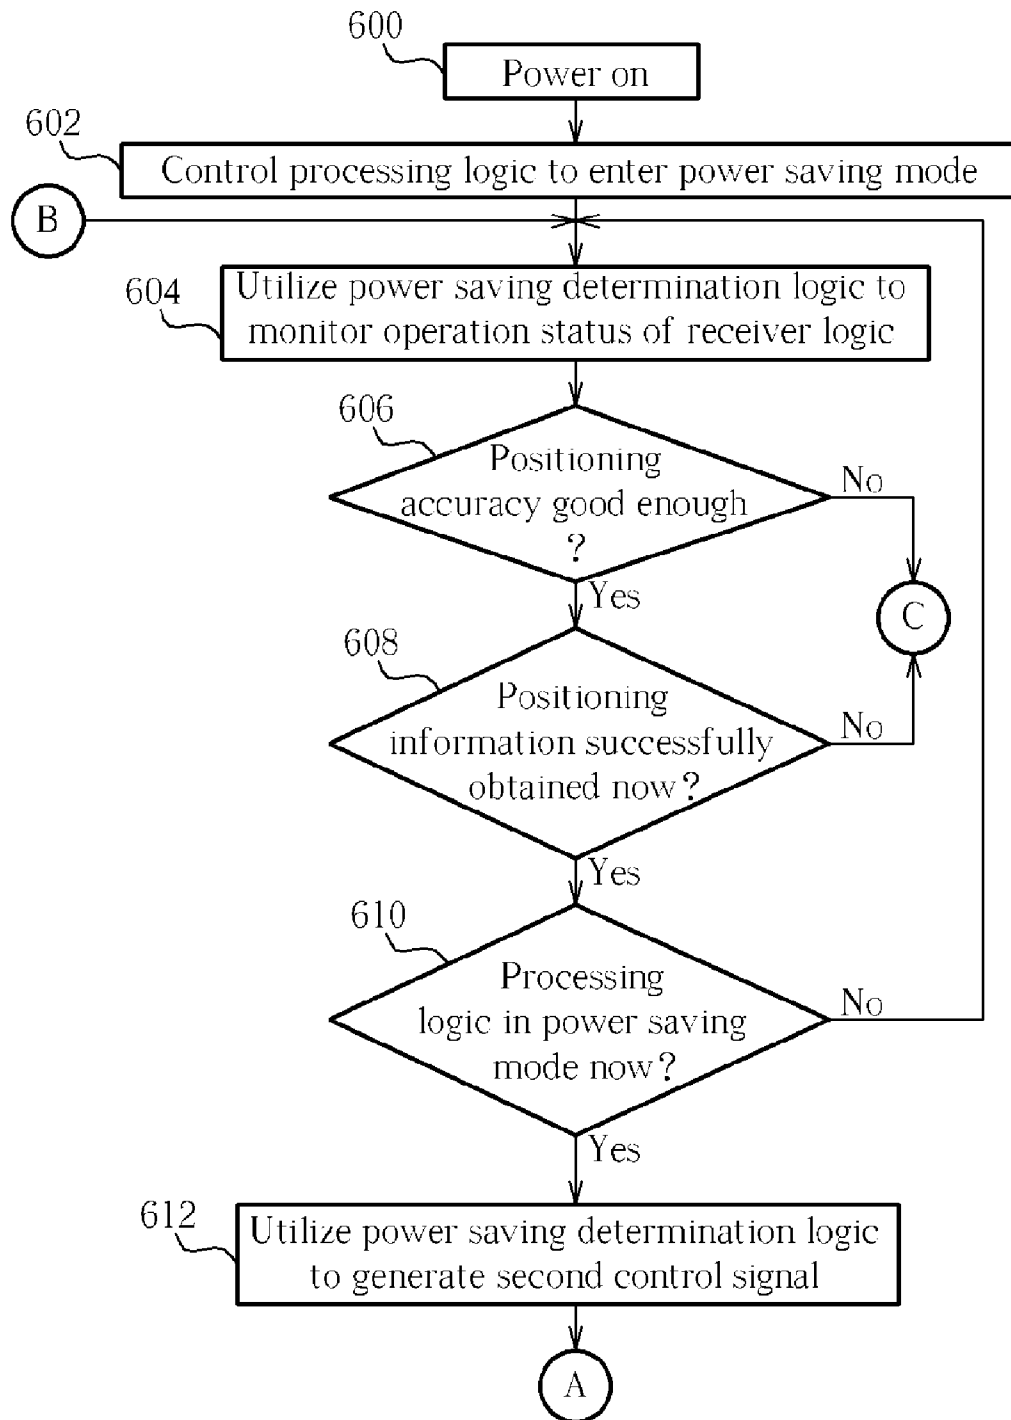 600
Power on
602
Control processing logic to enter power saving mode
B
604
Utilize power saving determination logic to
monitor operation status of receiver logic
606
Positioning
accuracy good enough
?
No
Yes
C
608
Positioning
information successfully
obtained now?
No
Yes
610
Processing
logic in power saving
mode now?
No
Yes
612
Utilize power saving determination logic
to generate second control signal
A